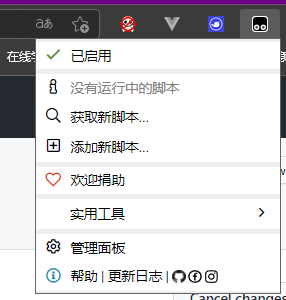 aあ
在线学
已启用
没有运行中的脚本
获取新脚本...
添加新脚本...
欢迎捐助
实用工具
管理面板
帮助 | 更新日志 |
Cancel changes